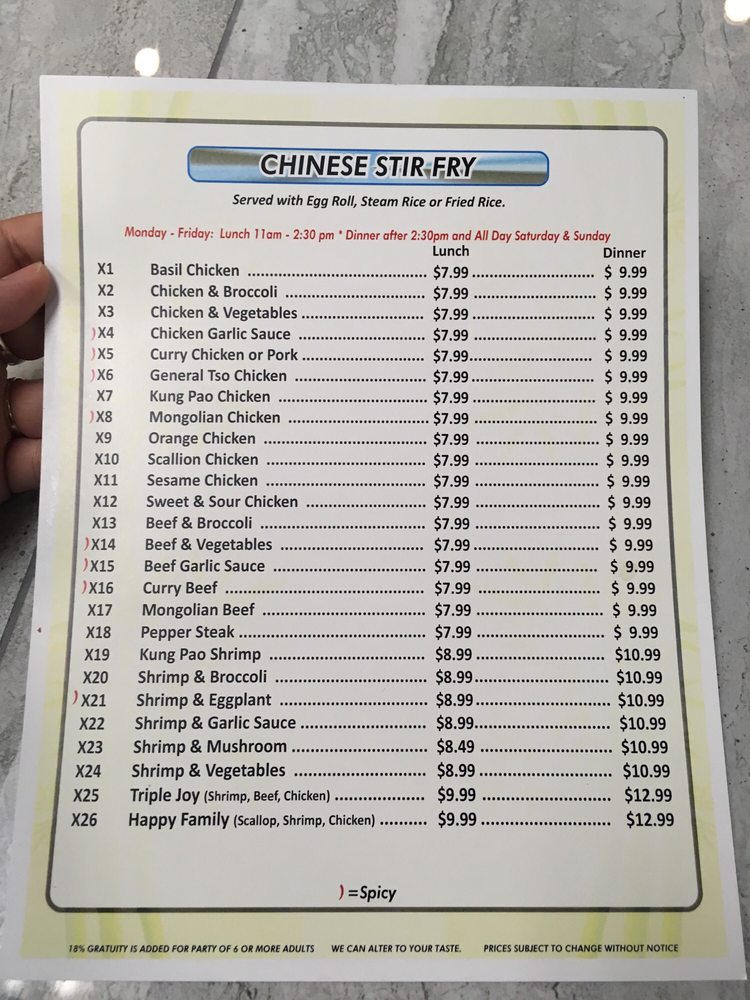 CHINESE STIR FRY
Served with Egg Roll, Steam Rice or Fried Rice.
Monday - Friday: Lunch 11am - 2:30 pm * Dinner after 2:30pm and All Day Saturday & Sunday
Lunch Dinner
X1 Basil Chicken $7.99 $ 9.99
X2 Chicken & Broccoli $7.99 $ 9.99
X3 Chicken & Vegetables $7.99 $ 9.99
)X4 Chicken Garlic Sauce $7.99 $ 9.99
)X5 Curry Chicken or Pork $7.99 $ 9.99
)X6 General Tso Chicken $7.99 $ 9.99
X7 Kung Pao Chicken $7.99 $ 9.99
)X8 Mongolian Chicken $7.99 $ 9.99
X9 Orange Chicken $7.99 $ 9.99
X10 Scallion Chicken $7.99 $ 9.99
X11 Sesame Chicken $7.99 $ 9.99
X12 Sweet & Sour Chicken $7.99 $ 9.99
X13 Beef & Broccoli $7.99 $ 9.99
)X14 Beef & Vegetables $7.99 $ 9.99
)X15 Beef Garlic Sauce $7.99 $ 9.99
)X16 Curry Beef $7.99 $ 9.99
X17 Mongolian Beef $7.99 $ 9.99
X18 Pepper Steak $7.99 $ 9.99
X19 Kung Pao Shrimp $8.99 $10.99
X20 Shrimp & Broccoli $8.99 $10.99
)X21 Shrimp & Eggplant $8.99 $10.99
X22 Shrimp & Garlic Sauce $8.99 $10.99
X23 Shrimp & Mushroom $8.49 $10.99
X24 Shrimp & Vegetables $8.99 $10.99
X25 Triple Joy (Shrimp, Beef, Chicken) $9.99 $12.99
X26 Happy Family (Scallop, Shrimp, Chicken) $9.99 $12.99
)=Spicy
18% GRATUITY IS ADDED FOR PARTY OF 6 OR MORE ADULTS WE CAN ALTER TO YOUR TASTE. PRICES SUBJECT TO CHANGE WITHOUT NOTICE